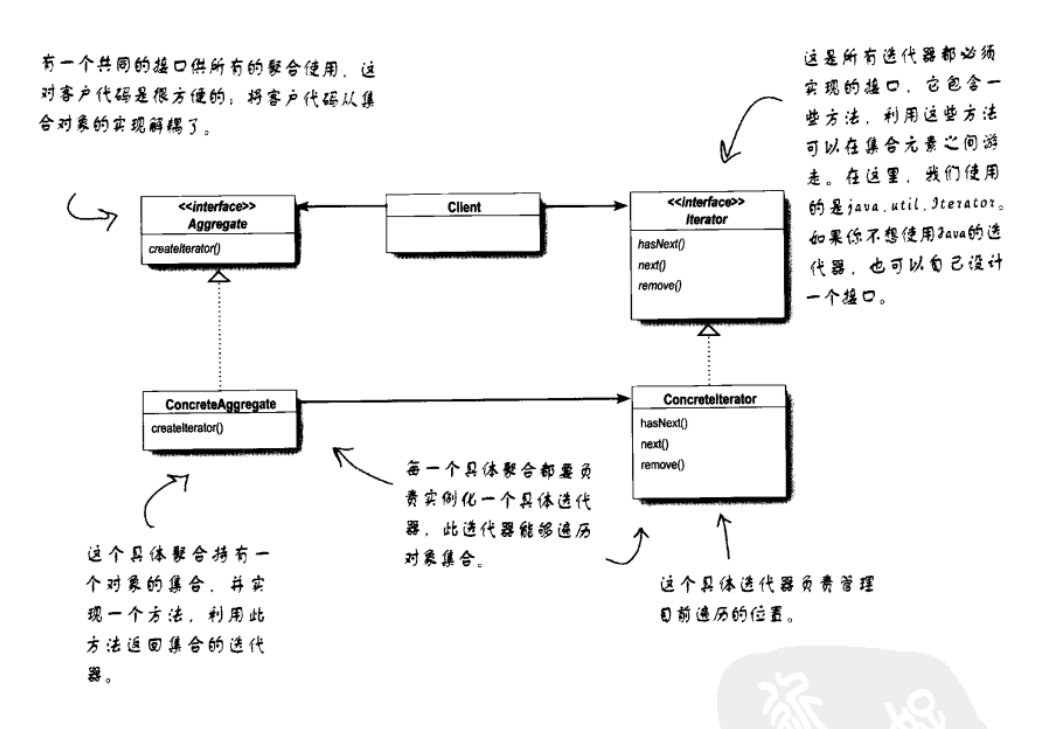 有一个共同的接口供所有的聚合使用，这
对客户代码是很方便的；将客户代码从集
合对象的实现解耦了。
这是所有迭代器都必须
实现的接口，它包含一
些方法，利用这些方法
可以在集合元素之间游
走。在这里，我们使用
的是java.util.Iterator。
如果你不想使用Java的迭
代器，也可以自己设计
一个接口。
<<interface>>
Aggregate
createIterator()
Client
<<interface>>
Iterator
hasNext()
next()
remove()
ConcreteAggregate
createIterator()
ConcreteIterator
hasNext()
next()
remove()
每一个具体聚合都要负
责实例化一个具体迭代
器，此迭代器能够遍历
对象集合。
这个具体聚合持有一
个对象的集合，并实
现一个方法，利用此
方法返回集合的迭代
器。
这个具体迭代器负责管理
目前遍历的位置。